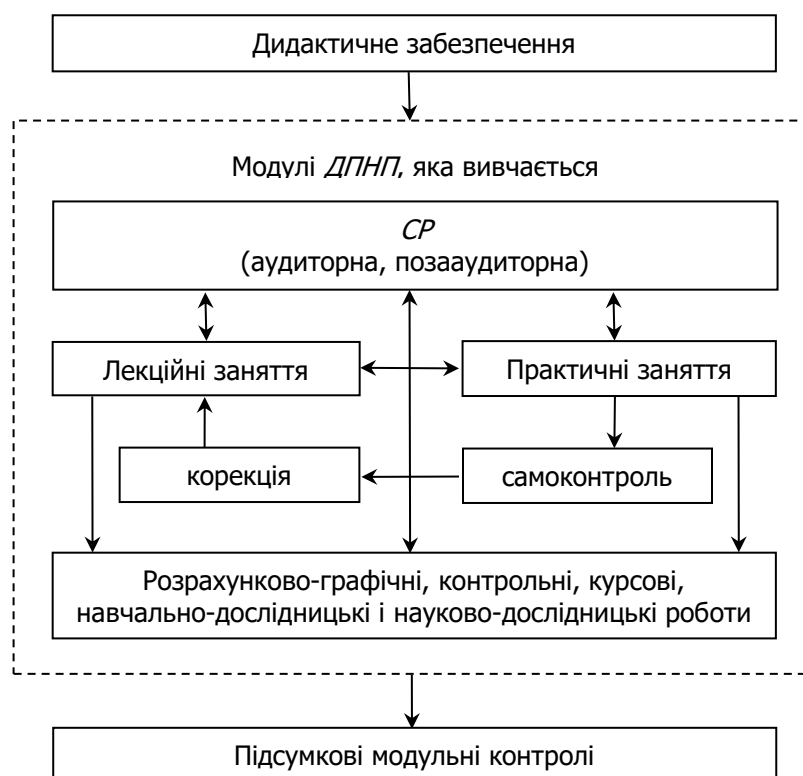 Дидактичне забезпечення
Модулі ДПНП, яка вивчається
СР
(аудиторна, позааудиторна)
Лекційні заняття
Практичні заняття
корекція
самоконтроль
Розрахунково-графічні, контрольні, курсові,
навчально-дослідницькі і науково-дослідницькі роботи
Підсумкові модульні контролі